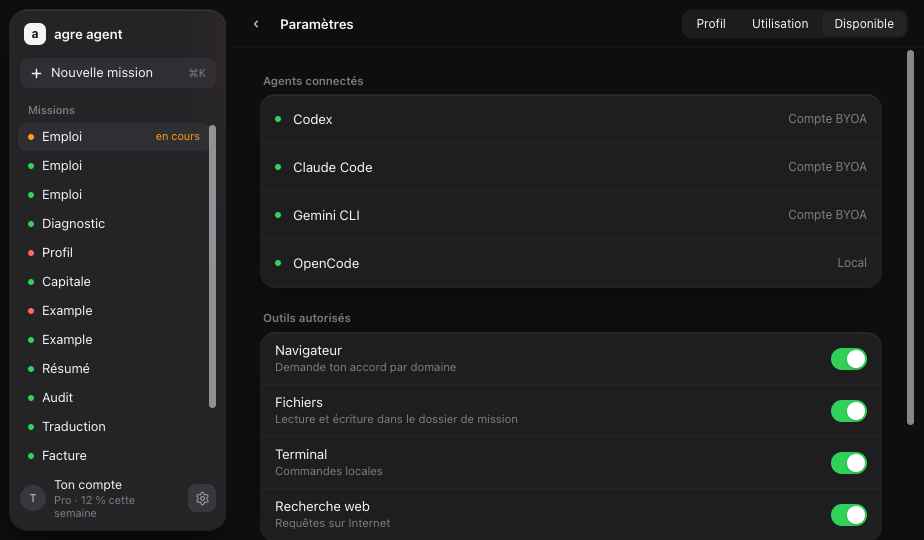 a agre agent
Nouvelle mission ⌘K
Missions
Emploi en cours
Emploi
Emploi
Diagnostic
Profil
Capitale
Example
Example
Résumé
Audit
Traduction
Facture
T
Ton compte
Pro · 12 % cette
semaine
Paramètres
Profil Utilisation Disponible
Agents connectés
Codex Compte BYOA
Claude Code Compte BYOA
Gemini CLI Compte BYOA
OpenCode Local
Outils autorisés
Navigateur
Demande ton accord par domaine
Fichiers
Lecture et écriture dans le dossier de mission
Terminal
Commandes locales
Recherche web
Requêtes sur Internet